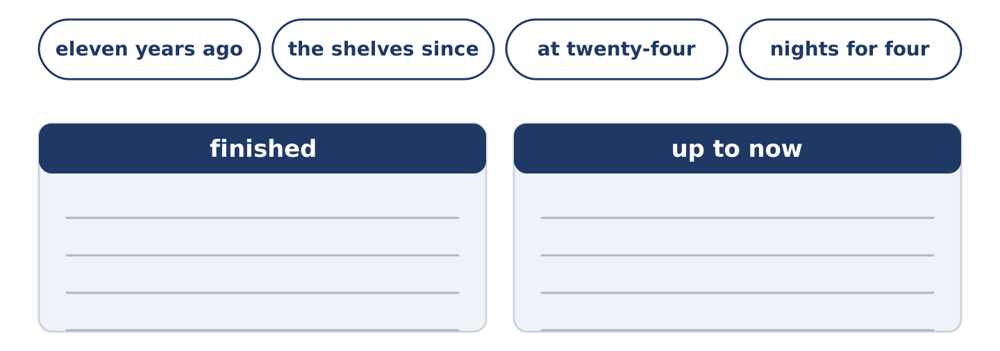 eleven years ago
the shelves since
at twenty-four
nights for four
finished
up to now